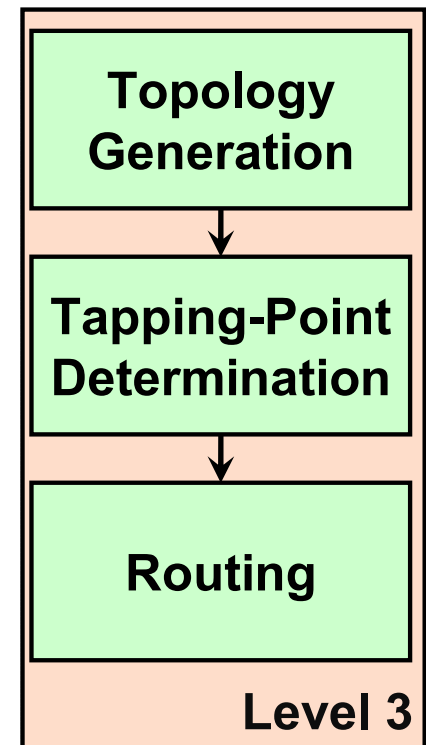 Topology
Generation
Tapping-Point
Determination
Routing
Level 3